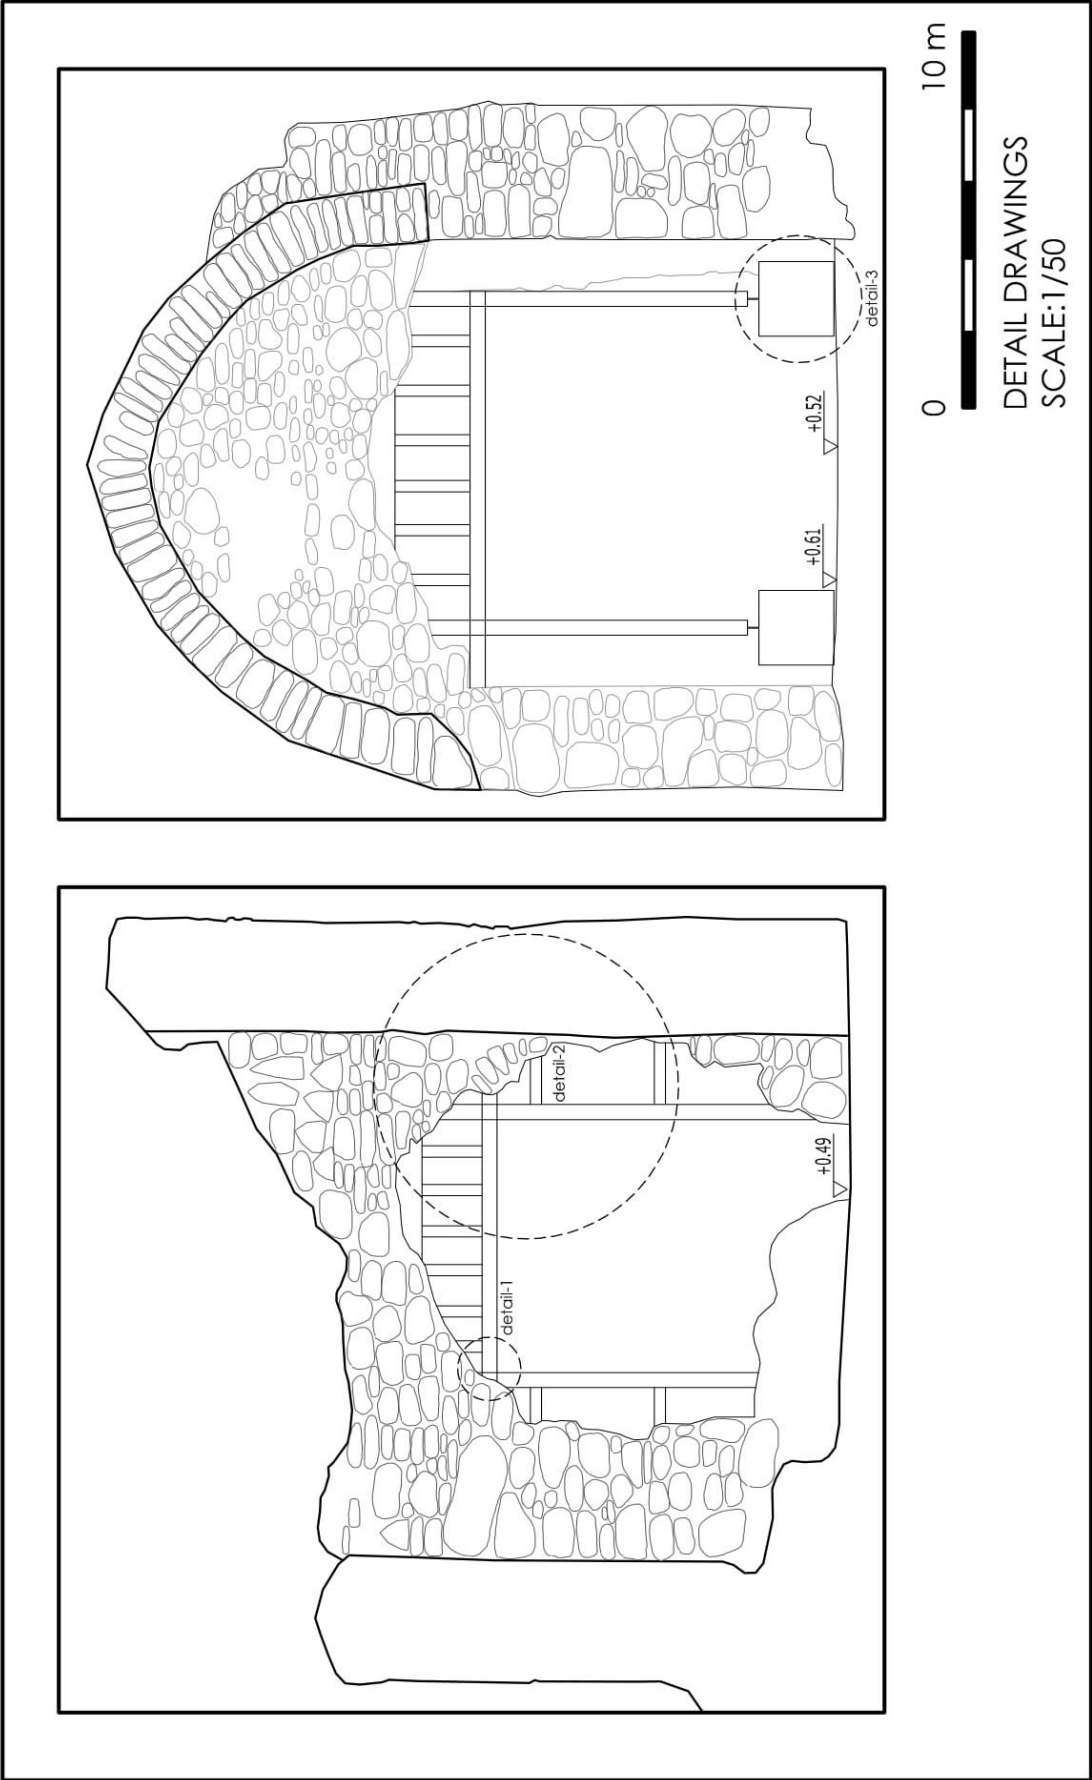 detail-1
detail-2
+0.49
+0.61
+0.52
detail-3
0 10 m
DETAIL DRAWINGS
SCALE:1/50